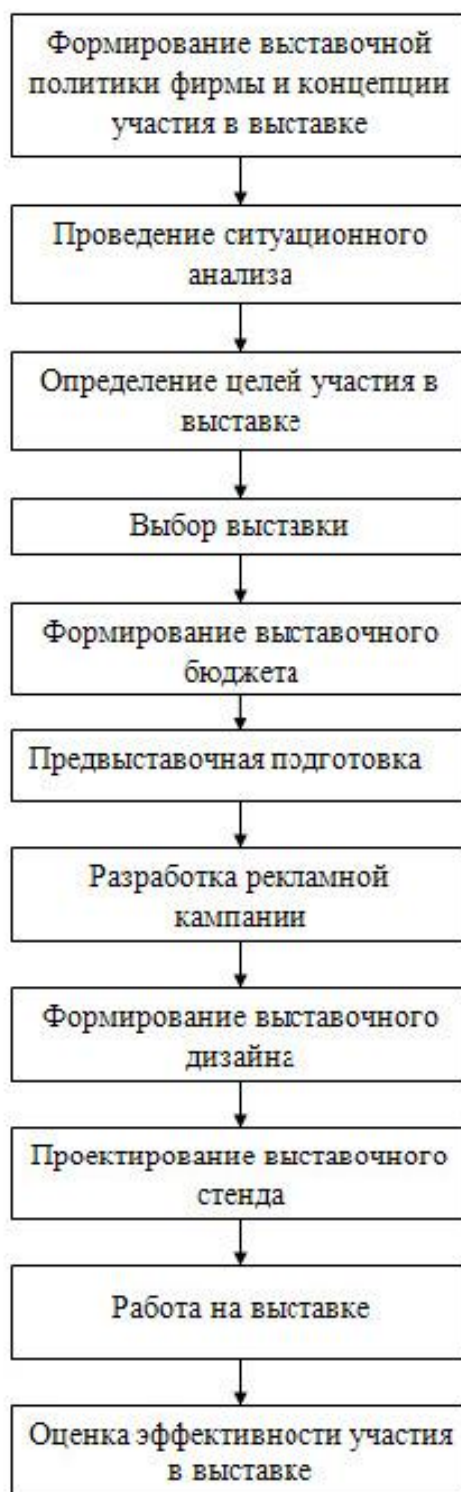 Формирование выставочной
политики фирмы и концепции
участия в выставке
Проведение ситуационного
анализа
Определение целей участия в
выставке
Выбор выставки
Формирование выставочного
бюджета
Предвыставочная подготовка
Разработка рекламной
кампании
Формирование выставочного
дизайна
Проектирование выставочного
стенда
Работа на выставке
Оценка эффективности участия
в выставке